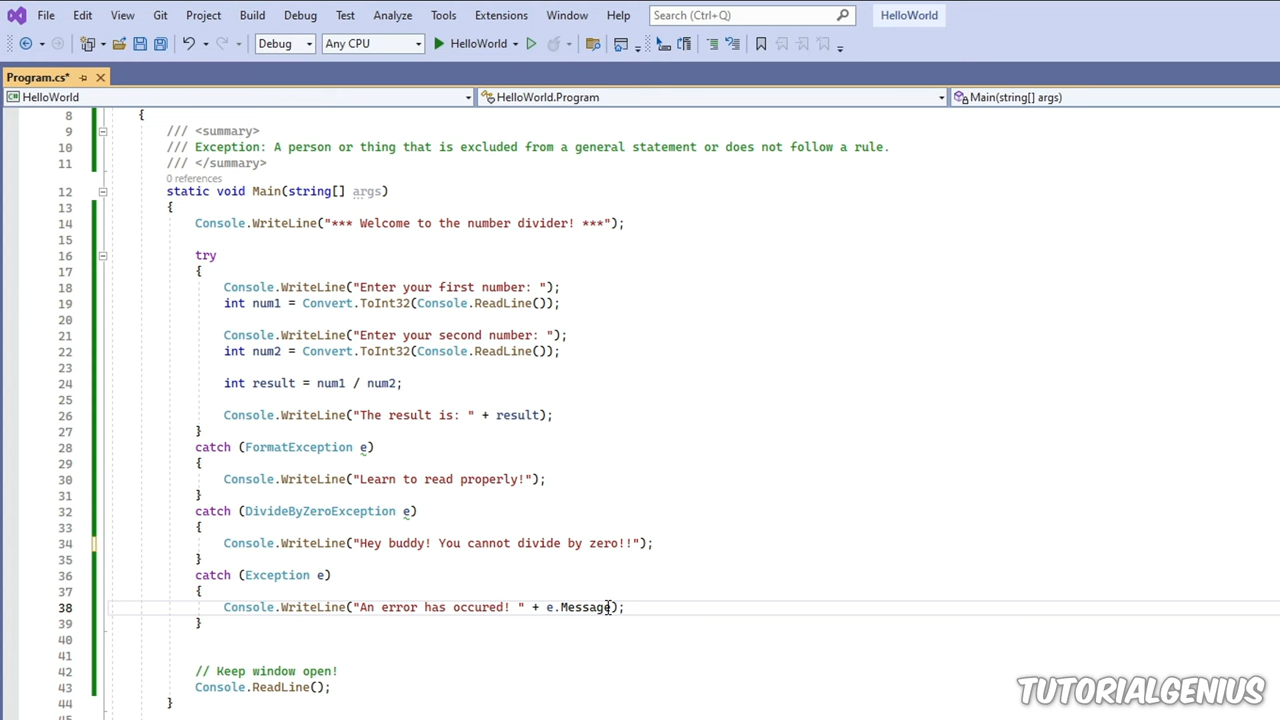 File Edit View Git Project Build Debug Test Analyze Tools Extensions Window Help Search (Ctrl+Q) HelloWorld
Debug Any CPU HelloWorld
Program.cs*
HelloWorld HelloWorld.Program Main(string[] args)
8 {
9 /// <summary>
10 /// Exception: A person or thing that is excluded from a general statement or does not follow a rule.
11 /// </summary>
0 references
12 static void Main(string[] args)
13 {
14 Console.WriteLine("*** Welcome to the number divider! ***");
15
16 try
17 {
18 Console.WriteLine("Enter your first number: ");
19 int num1 = Convert.ToInt32(Console.ReadLine());
20
21 Console.WriteLine("Enter your second number: ");
22 int num2 = Convert.ToInt32(Console.ReadLine());
23
24 int result = num1 / num2;
25
26 Console.WriteLine("The result is: " + result);
27 }
28 catch (FormatException e)
29 {
30 Console.WriteLine("Learn to read properly!");
31 }
32 catch (DivideByZeroException e)
33 {
34 Console.WriteLine("Hey buddy! You cannot divide by zero!!");
35 }
36 catch (Exception e)
37 {
38 Console.WriteLine("An error has occured! " + e.Message);
39 }
40
41
42 // Keep window open!
43 Console.ReadLine();
44 }
TUTORIALGENIUS